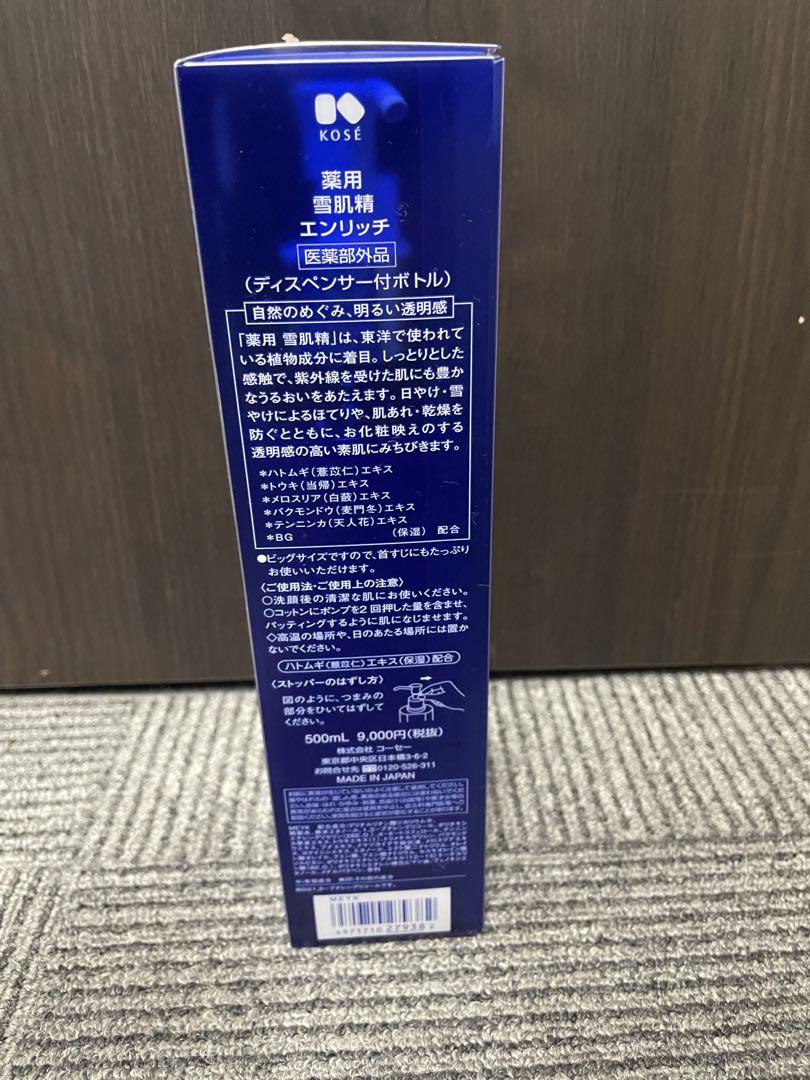 KOSÉ
薬用
雪肌精
エンリッチ
医薬部外品
(ディスペンサー付ボトル)
自然のめぐみ、明るい透明感
「薬用 雪肌精」は、東洋で使われて
いる植物成分に着目。しっとりとした
感触で、紫外線を受けた肌にも豊か
なうるおいをあたえます。日やけ・雪
やけによるほてりや、肌あれ・乾燥を
防ぐとともに、お化粧映えのする
透明感の高い素肌にみちびきます。
*ハトムギ(薏苡仁)エキス
*トウキ(当帰)エキス
*メロスリア(白蘞)エキス
*バクモンドウ(麦門冬)エキス
*テンニンカ(天人花)エキス
*BG (保湿) 配合
●ビッグサイズですので、首すじにもたっぷり
お使いいただけます。
〈ご使用法・ご使用上の注意〉
○洗顔後の清潔な肌にお使いください。
○コットンにポンプを2回押した量を含ませ、
パッティングするように肌になじませます。
◇高温の場所や、日のあたる場所には置か
ないでください。
ハトムギ(薏苡仁)エキス(保湿)配合
〈ストッパーのはずし方〉
図のように、つまみの
部分をひいてはずして
ください。
500mL 9,000円(税抜)
株式会社 コーセー
東京都中央区日本橋3-6-2
お問合せ先 0120-526-311
MADE IN JAPAN
MEYK
4971710 27938 2